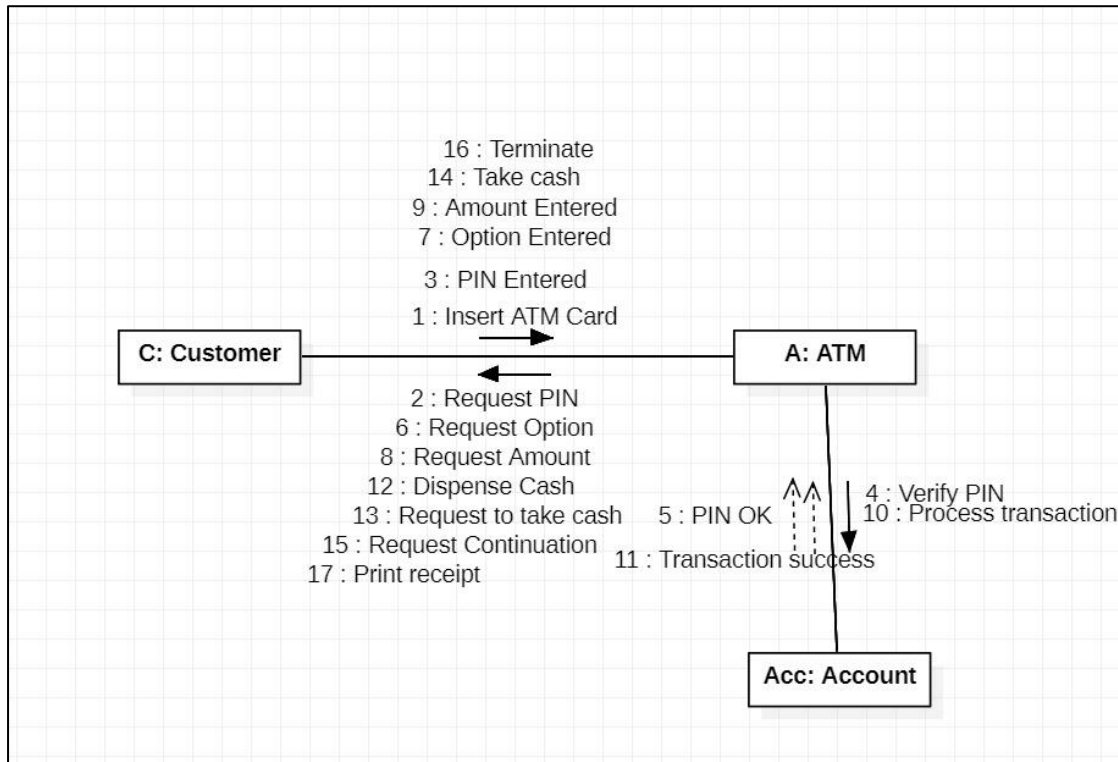 16 : Terminate
14 : Take cash
9 : Amount Entered
7 : Option Entered
3 : PIN Entered
1 : Insert ATM Card
C: Customer
A: ATM
2 : Request PIN
6 : Request Option
8 : Request Amount
12 : Dispense Cash
13 : Request to take cash
15 : Request Continuation
17 : Print receipt
5 : PIN OK
11 : Transaction success
4 : Verify PIN
10 : Process transaction
Acc: Account